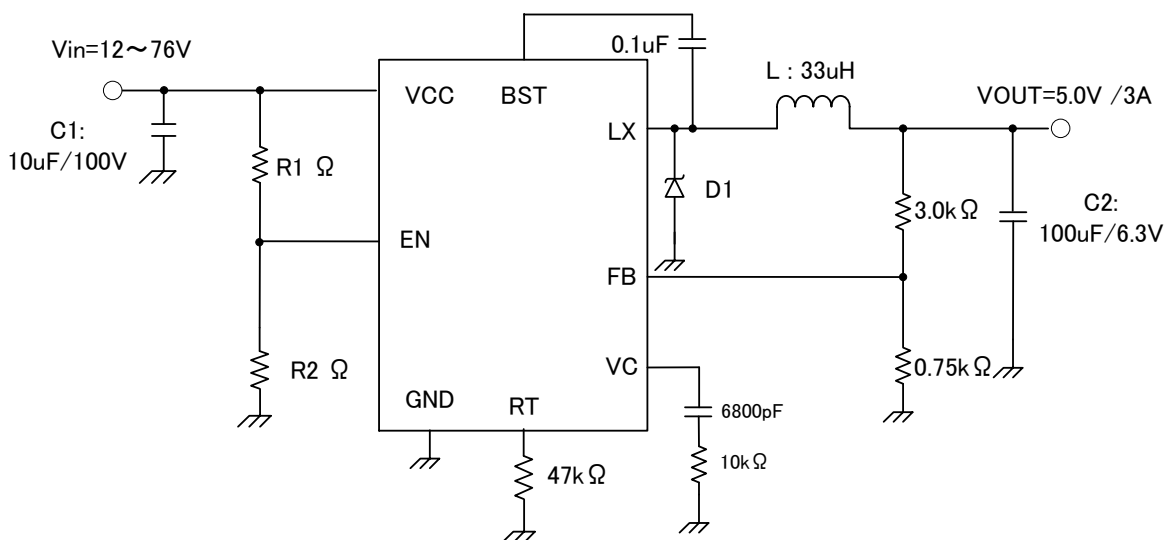 Vin=12～76V
C1:
10uF/100V
R1 Ω
R2 Ω
VCC
BST
EN
GND
RT
LX
FB
VC
0.1uF
L : 33uH
D1
VOUT=5.0V /3A
3.0kΩ
C2:
100uF/6.3V
0.75kΩ
6800pF
10kΩ
47kΩ